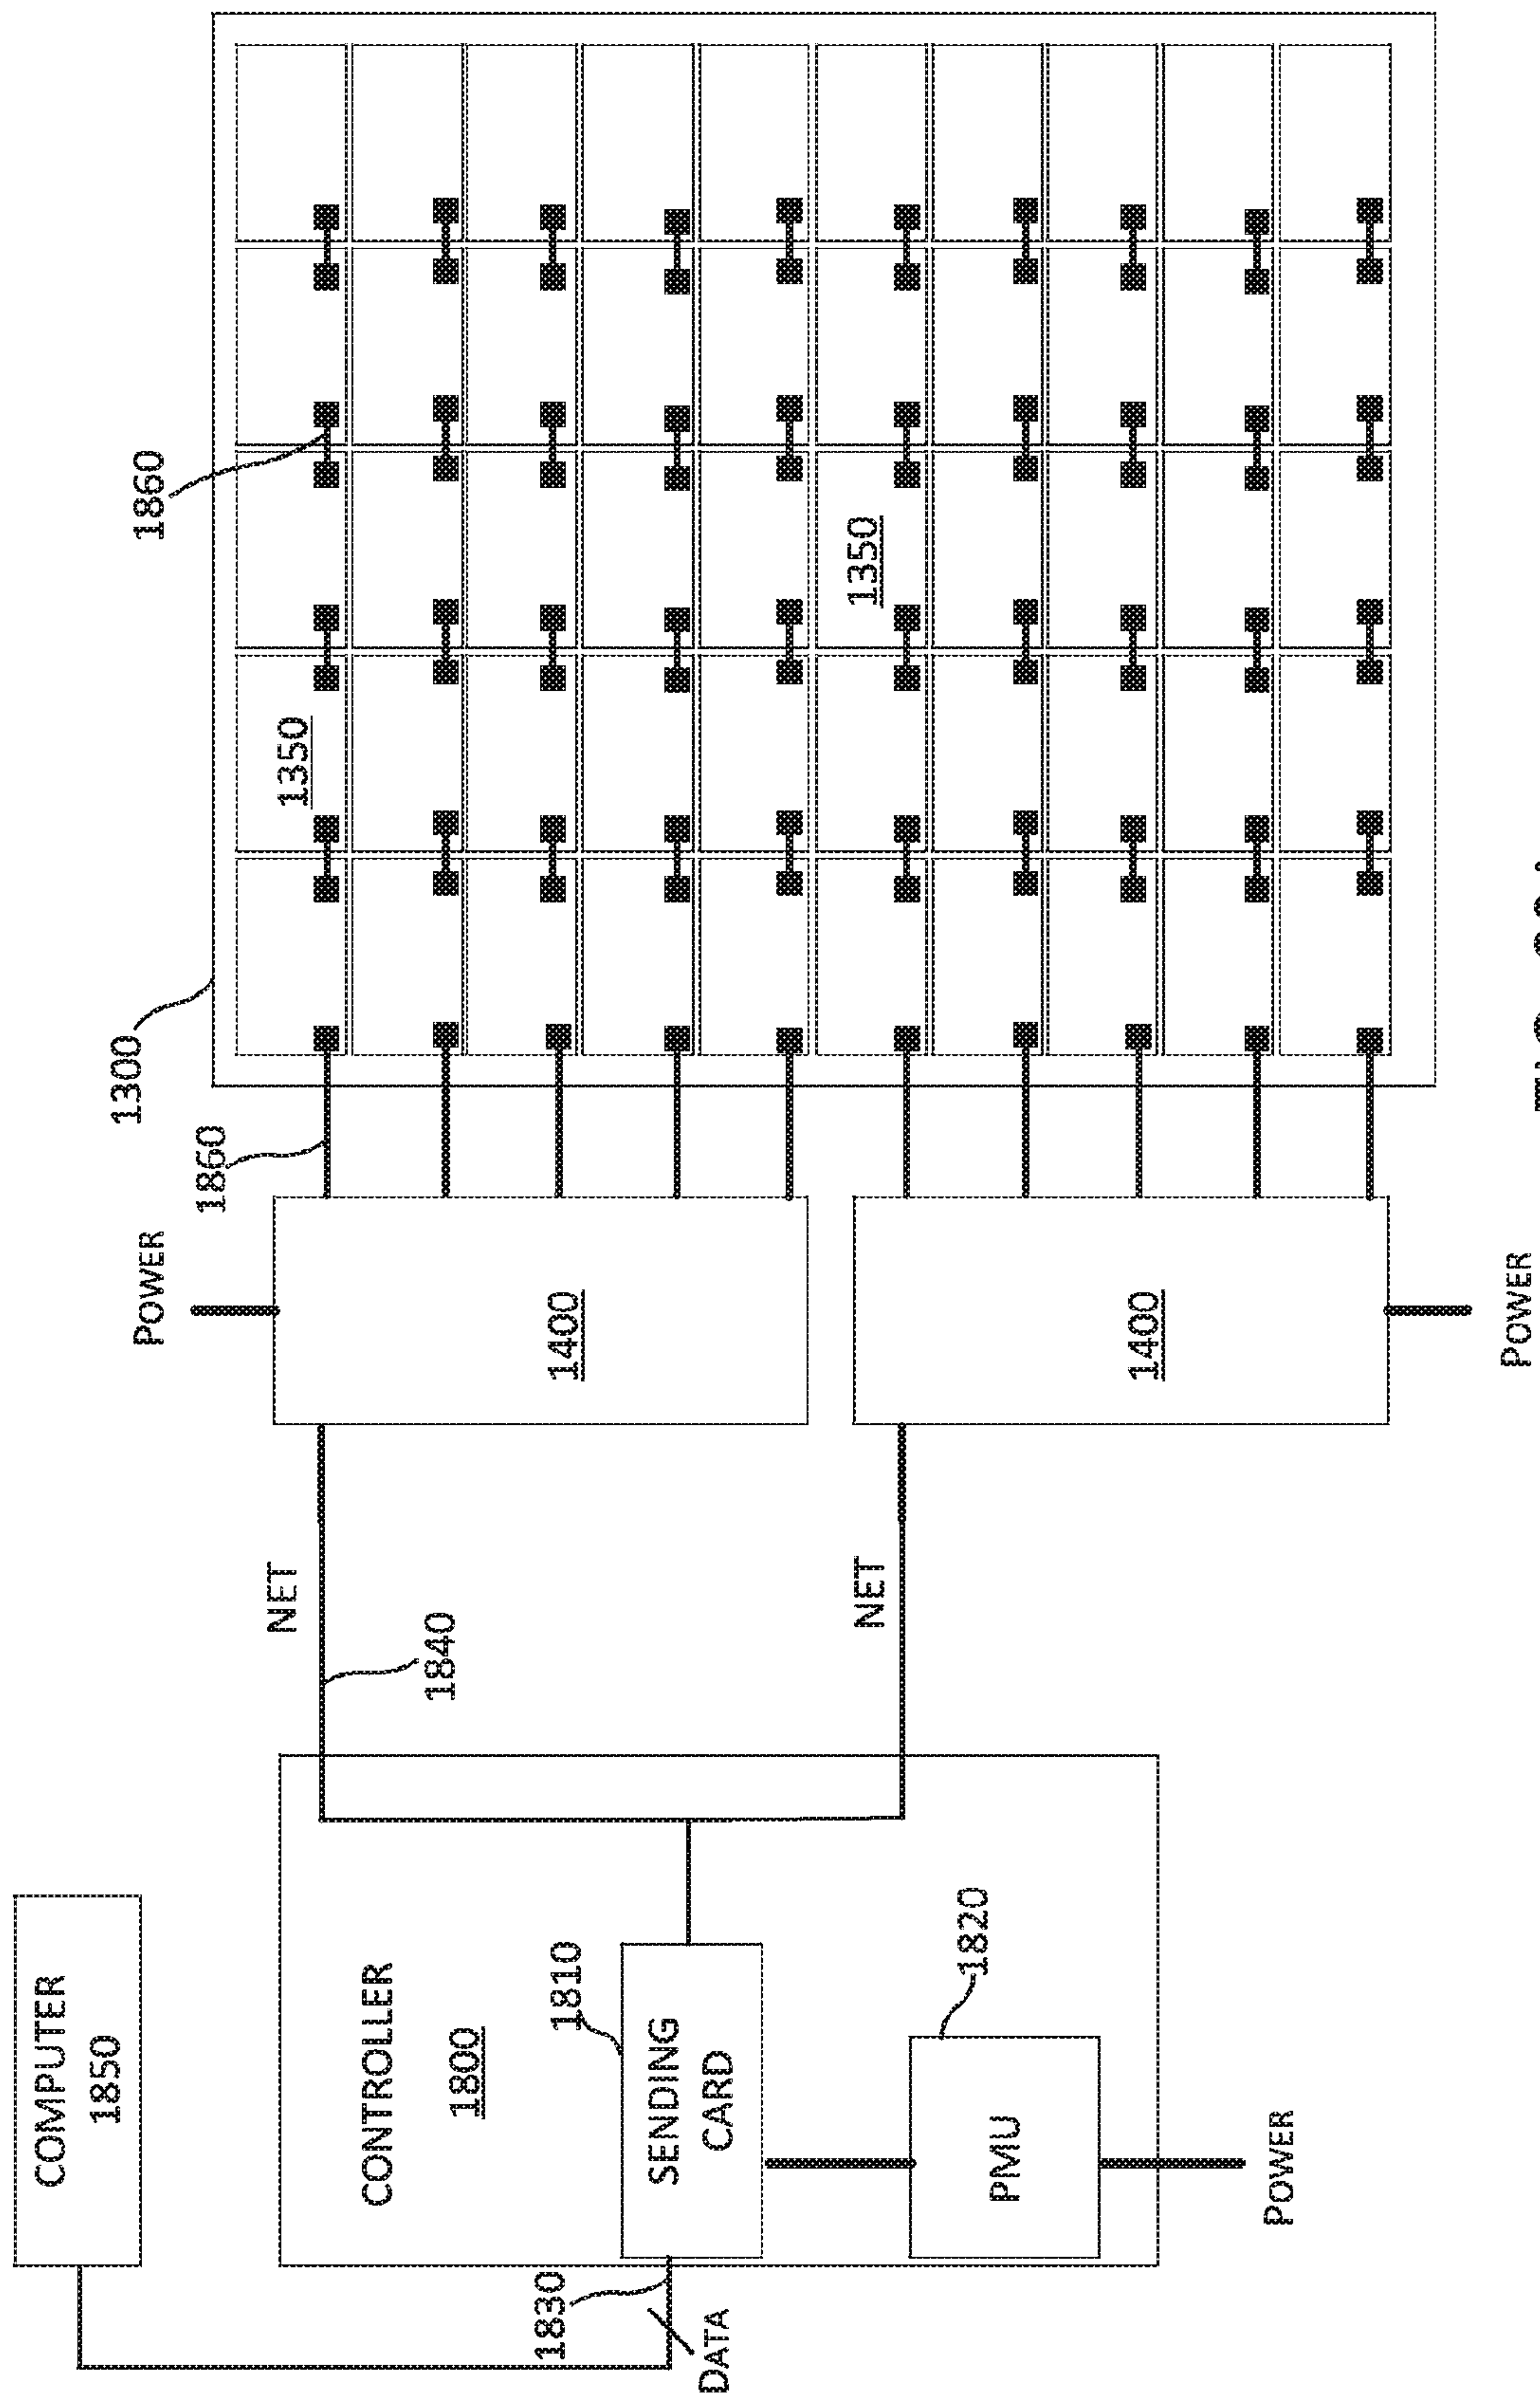 COMPUTER
1850
CONTROLLER
1800
1810
SENDING
CARD
1820
PMU
POWER
1830
DATA
NET
1840
NET
POWER
1400
1400
POWER
1860
1300
1860
1350
1350